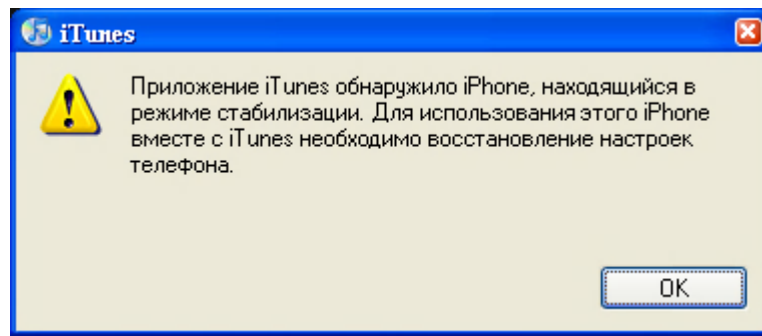 iTunes
Приложение iTunes обнаружило iPhone, находящийся в
режиме стабилизации. Для использования этого iPhone
вместе с iTunes необходимо восстановление настроек
телефона.
OK